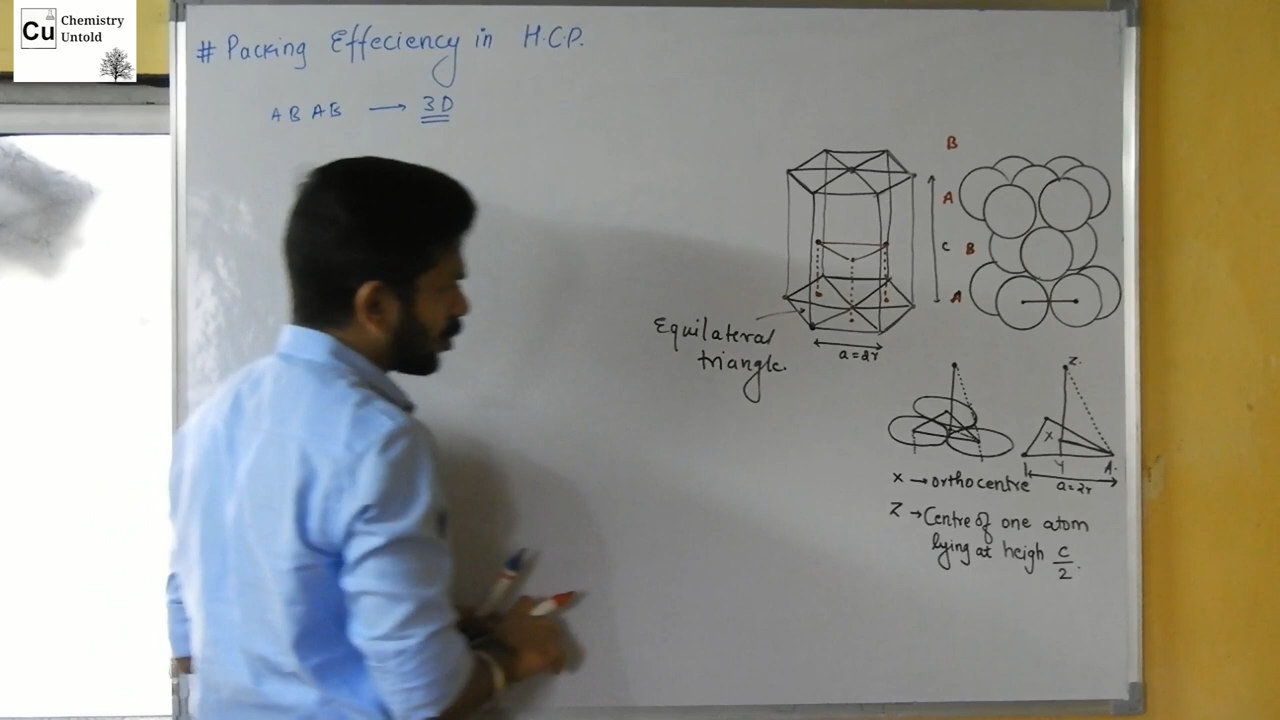 Cu Chemistry
Untold
# Packing Effeciency in H.C.P.
A B A B → 3D
B
A
C
B
A
Equilateral
triangle.
a=2r
Z.
X
Y
A.
a=2r
X → orthocentre
Z → Centre of one atom
lying at heigh c/2.